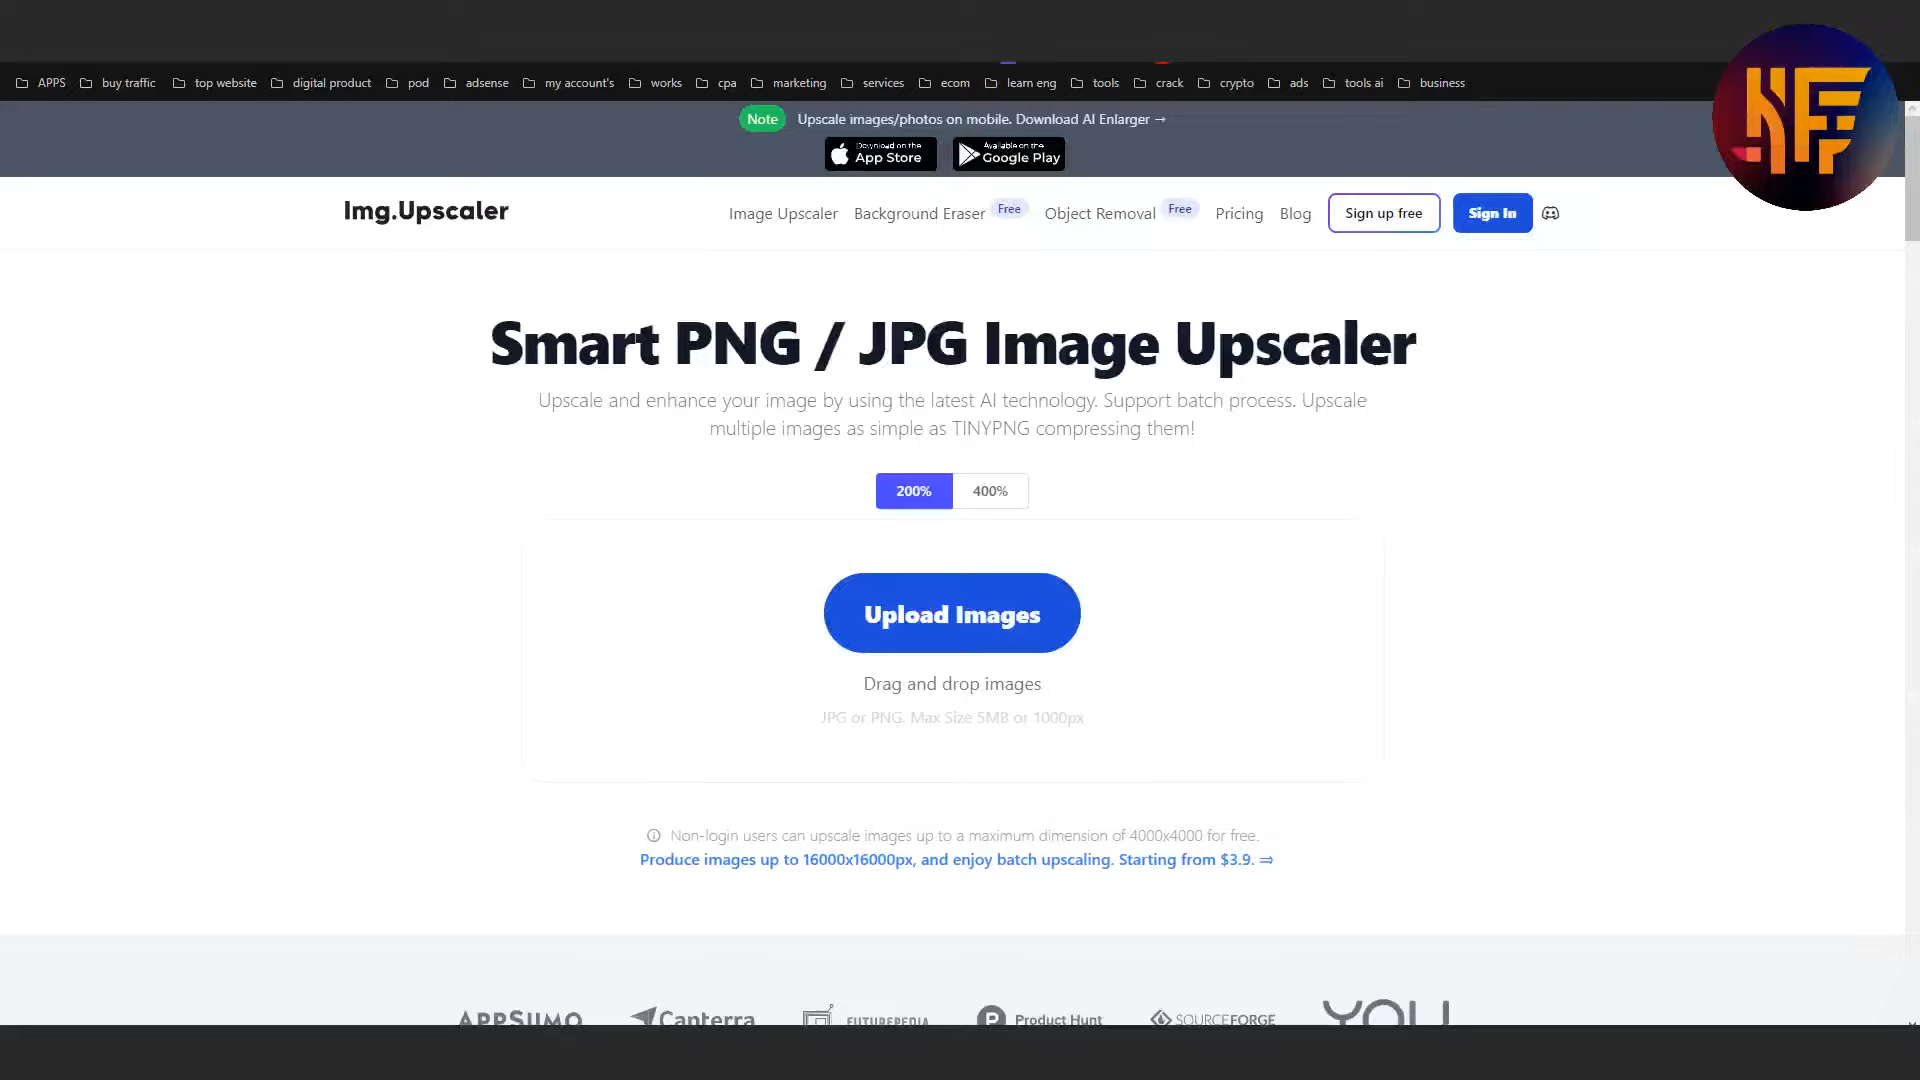 APPS buy traffic top website digital product pod adsense my account's works cpa marketing services ecom learn eng tools crack crypto ads tools ai business
Note Upscale images/photos on mobile. Download AI Enlarger →
Download on the App Store
Available on the Google Play
Img.Upscaler
Image Upscaler Background Eraser Free Object Removal Free Pricing Blog Sign up free Sign In
Smart PNG / JPG Image Upscaler
Upscale and enhance your image by using the latest AI technology. Support batch process. Upscale
multiple images as simple as TINYPNG compressing them!
200% 400%
Upload Images
Drag and drop images
JPG or PNG. Max Size 5MB or 1000px
Non-login users can upscale images up to a maximum dimension of 4000x4000 for free.
Produce images up to 16000x16000px, and enjoy batch upscaling. Starting from $3.9. ⇒
APPSUMO Canterra FUTUREPEDIA Product Hunt SOURCEFORGE YOU